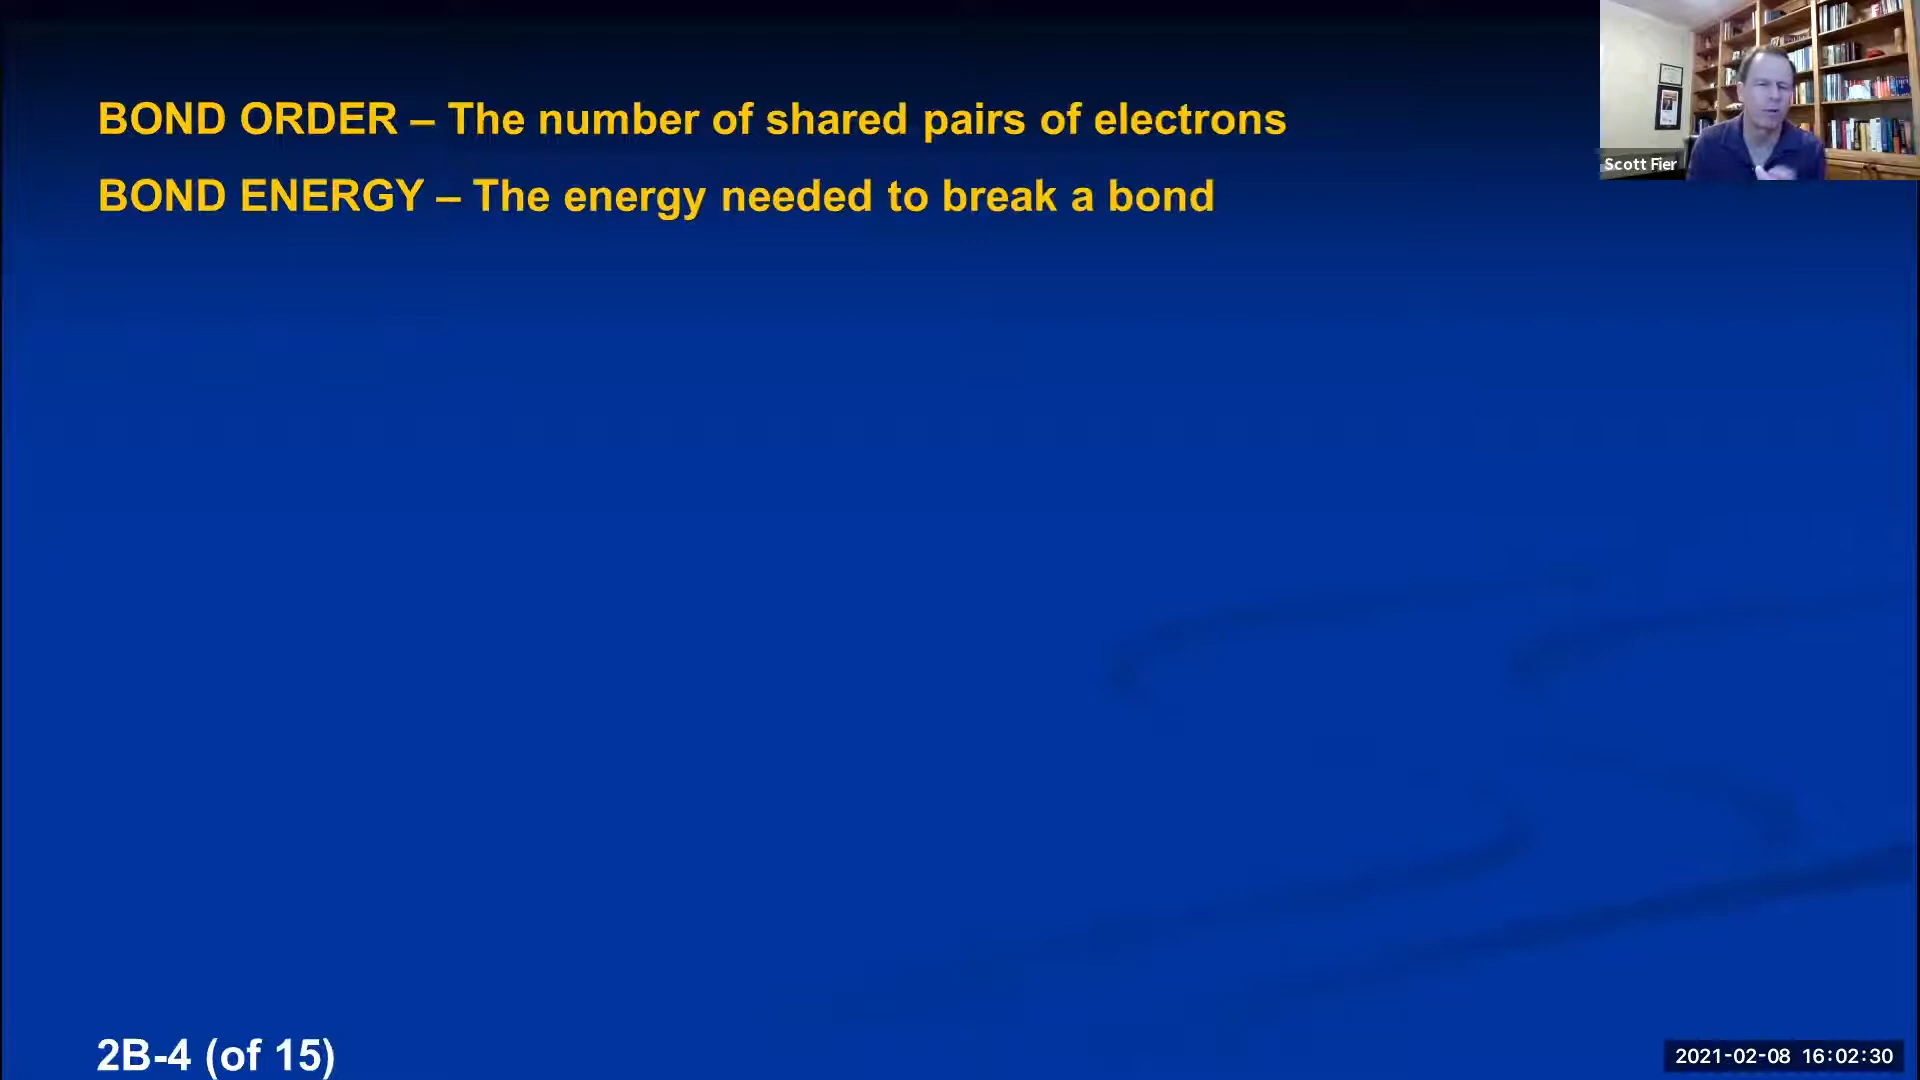 BOND ORDER – The number of shared pairs of electrons
Scott Fier
BOND ENERGY – The energy needed to break a bond
2B-4 (of 15)
2021-02-08 16:02:30